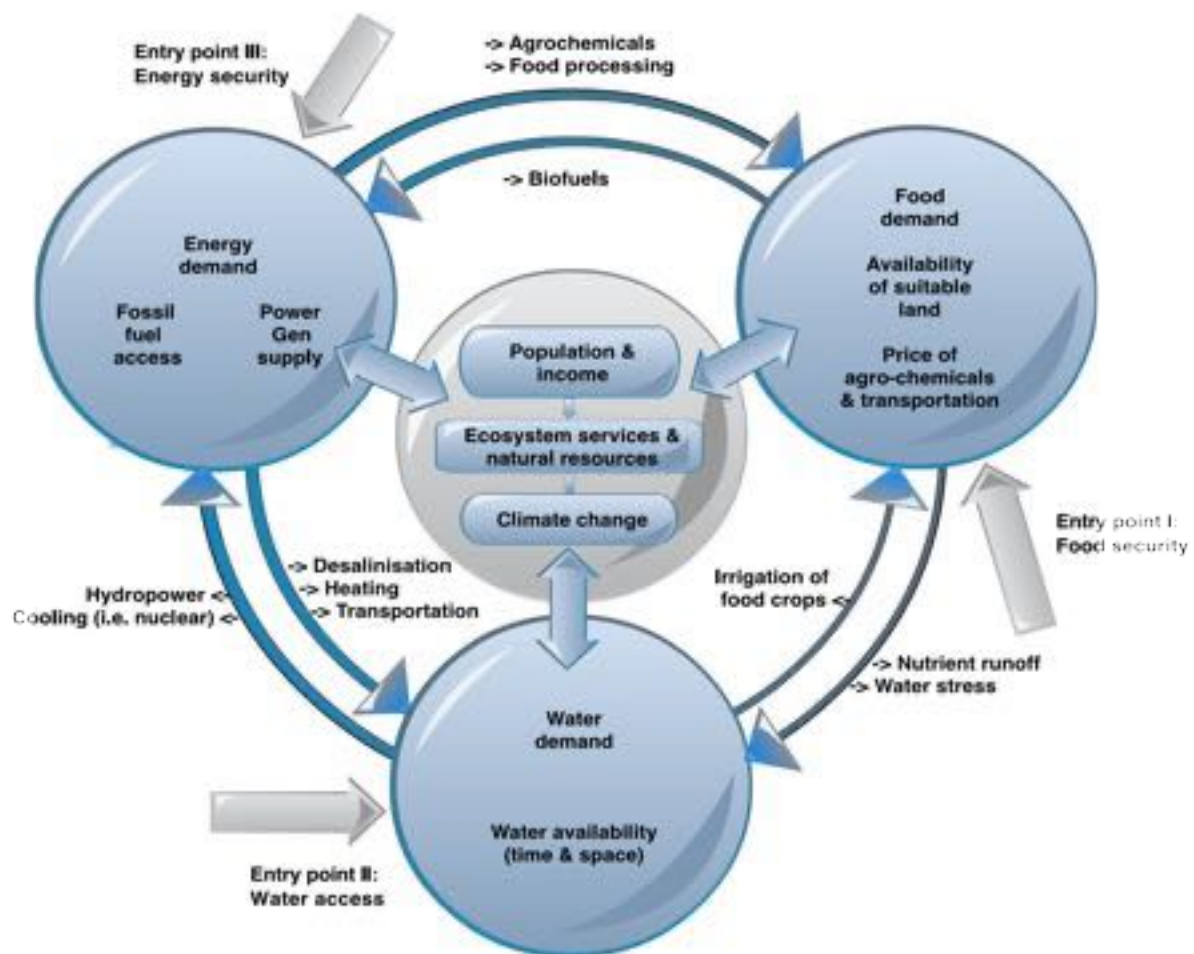 Entry point III:
Energy security
-> Agrochemicals
-> Food processing
-> Biofuels
Energy
demand
Fossil
fuel
access
Power
Gen
supply
Food
demand
Availability
of suitable
land
Price of
agro-chemicals
& transportation
Population &
income
Ecosystem services &
natural resources
Climate change
Entry point I:
Food security
-> Desalinisation
-> Heating
-> Transportation
Hydropower <-
Cooling (i.e. nuclear) <-
Irrigation of
food crops <-
-> Nutrient runoff
-> Water stress
Water
demand
Water availability
(time & space)
Entry point II:
Water access